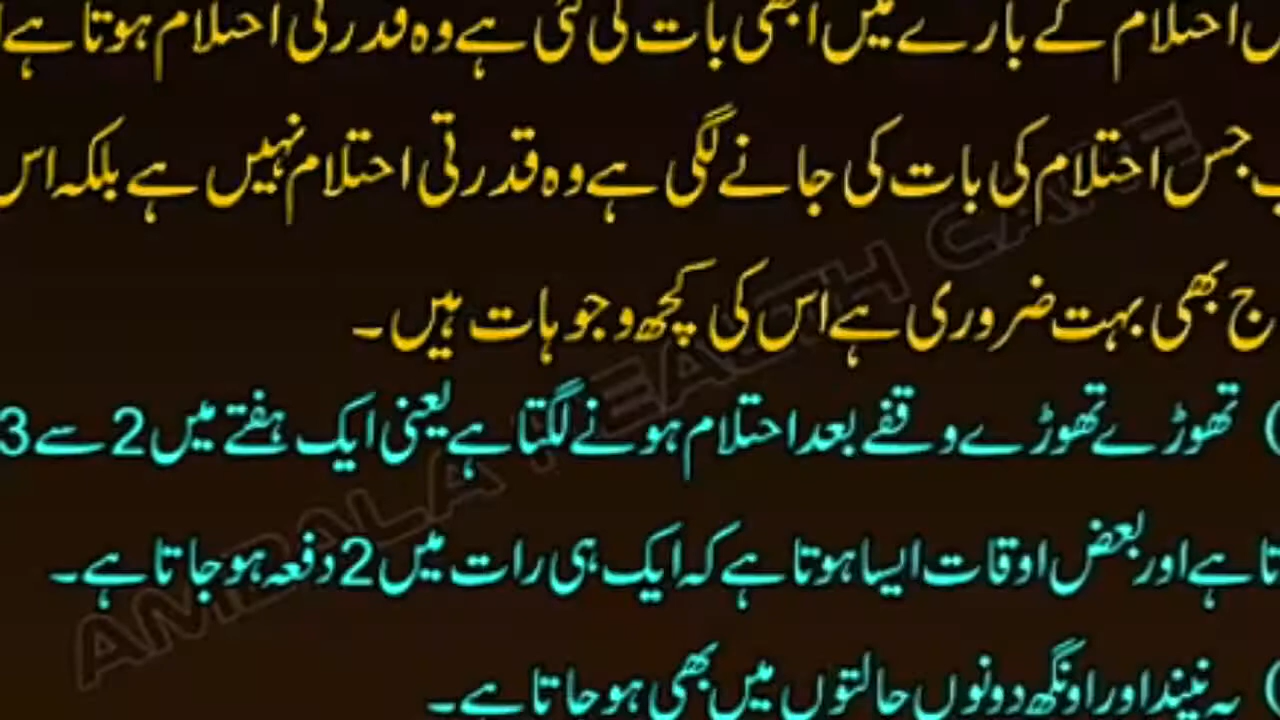 احتلام کے بارے میں ابھی بات کی گئی ہے وہ قدرتی احتلام ہوتا ہے
جس احتلام کی بات کی جانے لگی ہے وہ قدرتی احتلام نہیں ہے بلکہ اس
بھی بہت ضروری ہے اس کی کچھ وجوہات ہیں۔
تھوڑے تھوڑے وقفے بعد احتلام ہونے لگتا ہے یعنی ایک ہفتے میں 2 سے 3
ہے اور بعض اوقات ایسا ہوتا ہے کہ ایک ہی رات میں 2 دفعہ ہو جاتا ہے۔
یہ نیند اور اونگھ دونوں حالتوں میں بھی ہو جاتا ہے۔
AMBALA HEALTH CARE